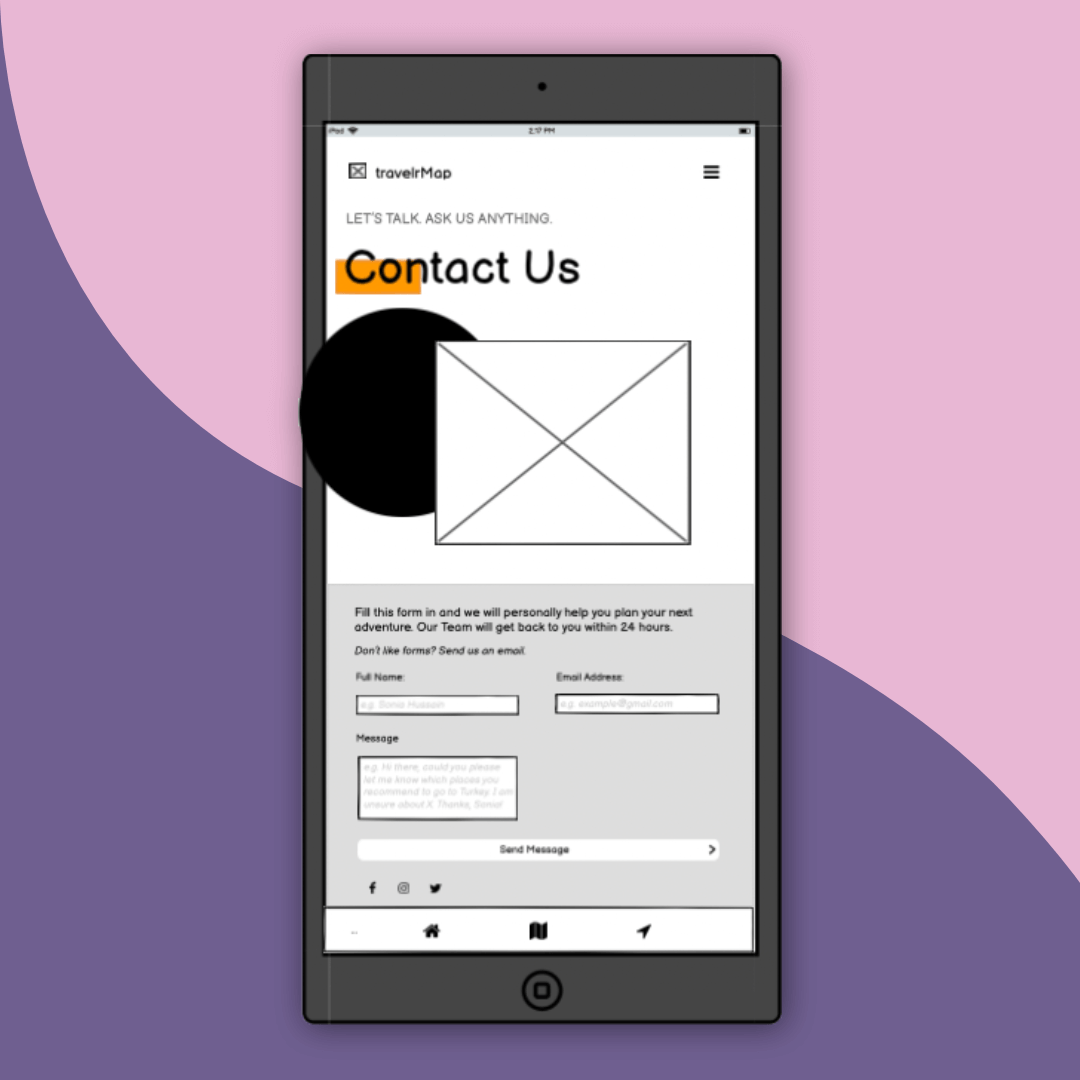 iPad 2:17 PM
travelrMap
LET'S TALK. ASK US ANYTHING.
Contact Us
Fill this form in and we will personally help you plan your next
adventure. Our Team will get back to you within 24 hours.
Don't like forms? Send us an email.
Full Name: Email Address:
e.g. Sonia Hussain e.g. example@gmail.com
Message
e.g. Hi there, could you please
let me know which places you
recommend to go to Turkey. I am
unsure about X. Thanks, Sonia!
Send Message